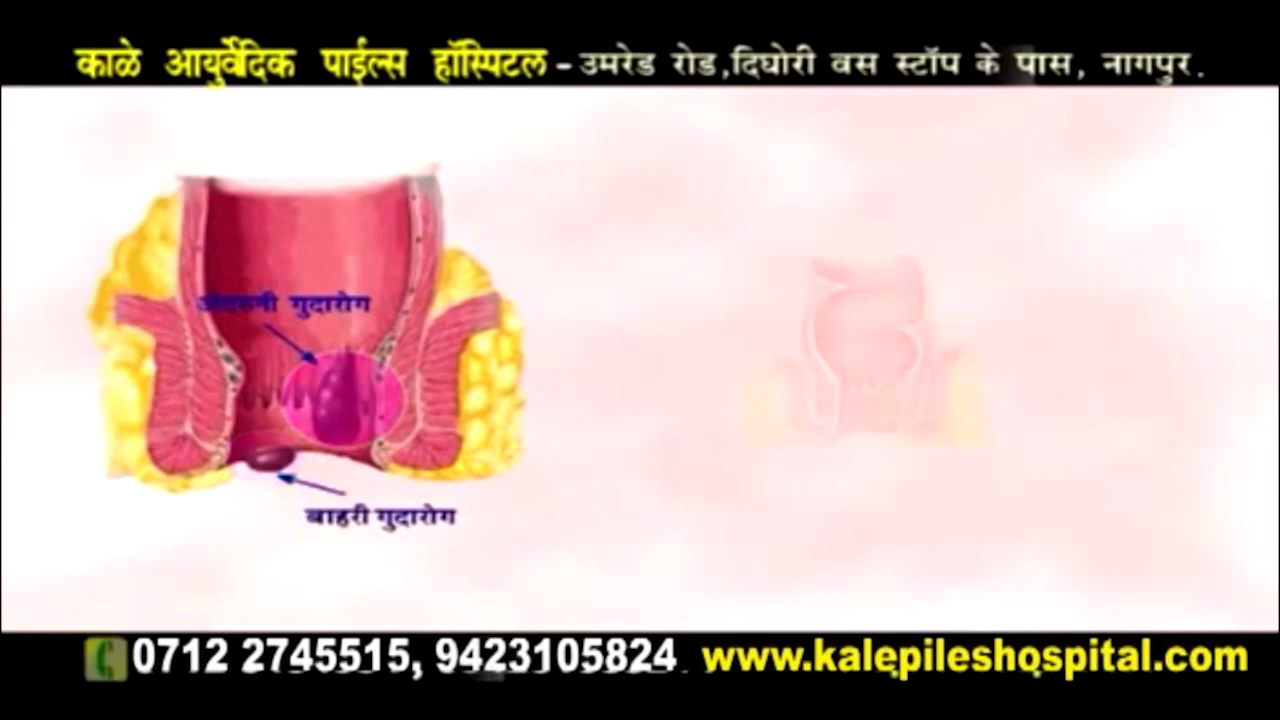 काळे आयुर्वेदिक पाईल्स हॉस्पिटल - उमरेड रोड,दिघोरी बस स्टॉप के पास, नागपुर.
गुदारोग
बाहरी गुदारोग
0712 2745515, 9423105824 www.kalepileshospital.com